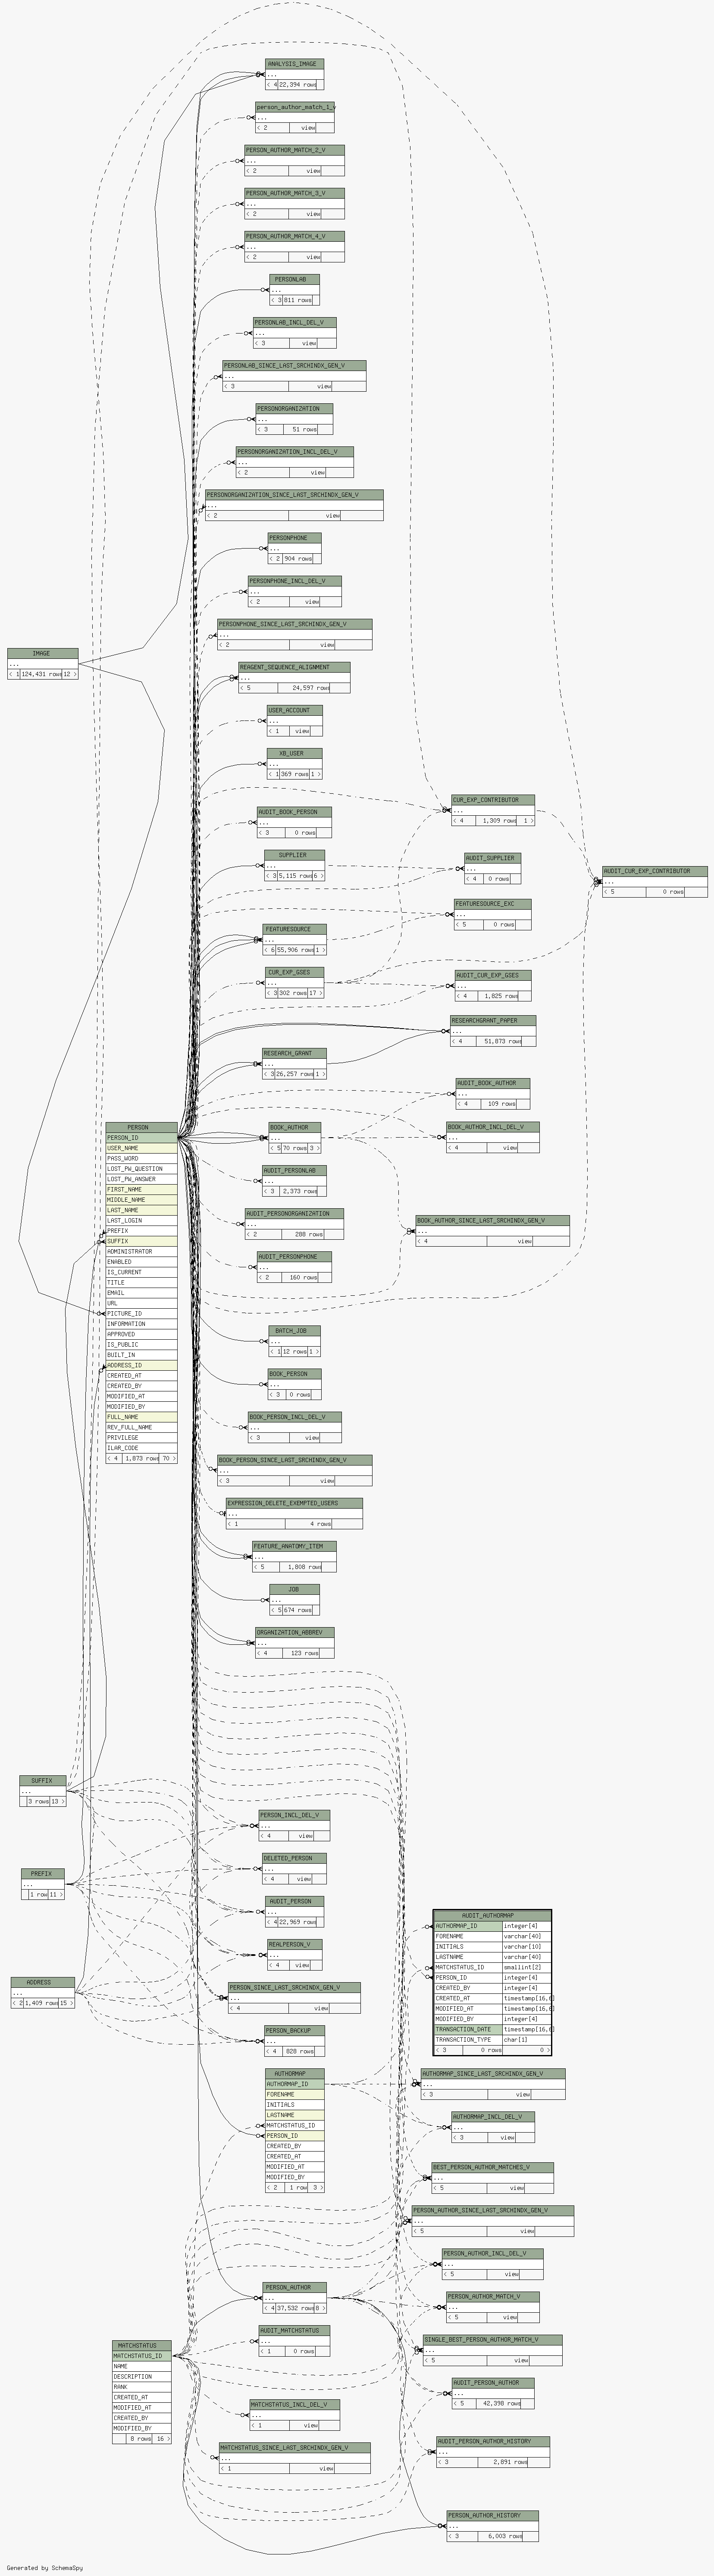 ANALYSIS_IMAGE
...
< 4 22,394 rows
person_author_match_1_v
...
< 2 view
PERSON_AUTHOR_MATCH_2_V
...
< 2 view
PERSON_AUTHOR_MATCH_3_V
...
< 2 view
PERSON_AUTHOR_MATCH_4_V
...
< 2 view
PERSONLAB
...
< 3 811 rows
PERSONLAB_INCL_DEL_V
...
< 3 view
PERSONLAB_SINCE_LAST_SRCHINDX_GEN_V
...
< 3 view
PERSONORGANIZATION
...
< 3 51 rows
PERSONORGANIZATION_INCL_DEL_V
...
< 2 view
PERSONORGANIZATION_SINCE_LAST_SRCHINDX_GEN_V
...
< 2 view
PERSONPHONE
...
< 2 904 rows
PERSONPHONE_INCL_DEL_V
...
< 2 view
PERSONPHONE_SINCE_LAST_SRCHINDX_GEN_V
...
< 2 view
IMAGE
...
< 1 124,431 rows 12 >
REAGENT_SEQUENCE_ALIGNMENT
...
< 5 24,597 rows
USER_ACCOUNT
...
< 1 view
XB_USER
...
< 1 369 rows 1 >
CUR_EXP_CONTRIBUTOR
...
< 4 1,309 rows 1 >
AUDIT_BOOK_PERSON
...
< 3 0 rows
SUPPLIER
...
< 3 5,115 rows 6 >
AUDIT_SUPPLIER
...
< 4 0 rows
AUDIT_CUR_EXP_CONTRIBUTOR
...
< 5 0 rows
FEATURESOURCE_EXC
...
< 5 0 rows
FEATURESOURCE
...
< 6 55,906 rows 1 >
CUR_EXP_GSES
...
< 3 302 rows 17 >
AUDIT_CUR_EXP_GSES
...
< 4 1,825 rows
RESEARCHGRANT_PAPER
...
< 4 51,873 rows
RESEARCH_GRANT
...
< 3 26,257 rows 1 >
AUDIT_BOOK_AUTHOR
...
< 4 109 rows
BOOK_AUTHOR
...
< 5 70 rows 3 >
BOOK_AUTHOR_INCL_DEL_V
...
< 4 view
PERSON
PERSON_ID
USER_NAME
PASS_WORD
LOST_PW_QUESTION
LOST_PW_ANSWER
FIRST_NAME
MIDDLE_NAME
LAST_NAME
LAST_LOGIN
PREFIX
SUFFIX
ADMINISTRATOR
ENABLED
IS_CURRENT
TITLE
EMAIL
URL
PICTURE_ID
INFORMATION
APPROVED
IS_PUBLIC
BUILT_IN
ADDRESS_ID
CREATED_AT
CREATED_BY
MODIFIED_AT
MODIFIED_BY
FULL_NAME
REV_FULL_NAME
PRIVILEGE
ILAR_CODE
< 4 1,873 rows 70 >
AUDIT_PERSONLAB
...
< 3 2,373 rows
AUDIT_PERSONORGANIZATION
...
< 2 288 rows
BOOK_AUTHOR_SINCE_LAST_SRCHINDX_GEN_V
...
< 4 view
AUDIT_PERSONPHONE
...
< 2 160 rows
BATCH_JOB
...
< 1 12 rows 1 >
BOOK_PERSON
...
< 3 0 rows
BOOK_PERSON_INCL_DEL_V
...
< 3 view
BOOK_PERSON_SINCE_LAST_SRCHINDX_GEN_V
...
< 3 view
EXPRESSION_DELETE_EXEMPTED_USERS
...
< 1 4 rows
FEATURE_ANATOMY_ITEM
...
< 5 1,808 rows
JOB
...
< 5 674 rows
ORGANIZATION_ABBREV
...
< 4 123 rows
SUFFIX
...
3 rows 13 >
PREFIX
...
1 row 11 >
ADDRESS
...
< 2 1,409 rows 15 >
PERSON_INCL_DEL_V
...
< 4 view
DELETED_PERSON
...
< 4 view
AUDIT_PERSON
...
< 4 22,969 rows
REALPERSON_V
...
< 4 view
PERSON_SINCE_LAST_SRCHINDX_GEN_V
...
< 4 view
PERSON_BACKUP
...
< 4 828 rows
AUDIT_AUTHORMAP
AUTHORMAP_ID integer[4]
FORENAME varchar[40]
INITIALS varchar[10]
LASTNAME varchar[40]
MATCHSTATUS_ID smallint[2]
PERSON_ID integer[4]
CREATED_BY integer[4]
CREATED_AT timestamp[16,6]
MODIFIED_AT timestamp[16,6]
MODIFIED_BY integer[4]
TRANSACTION_DATE timestamp[16,6]
TRANSACTION_TYPE char[1]
< 3 0 rows 0 >
AUTHORMAP
AUTHORMAP_ID
FORENAME
INITIALS
LASTNAME
MATCHSTATUS_ID
PERSON_ID
CREATED_BY
CREATED_AT
MODIFIED_AT
MODIFIED_BY
< 2 1 row 3 >
AUTHORMAP_SINCE_LAST_SRCHINDX_GEN_V
...
< 3 view
AUTHORMAP_INCL_DEL_V
...
< 3 view
BEST_PERSON_AUTHOR_MATCHES_V
...
< 5 view
PERSON_AUTHOR_SINCE_LAST_SRCHINDX_GEN_V
...
< 5 view
PERSON_AUTHOR_INCL_DEL_V
...
< 5 view
PERSON_AUTHOR
...
< 4 37,532 rows 8 >
PERSON_AUTHOR_MATCH_V
...
< 5 view
AUDIT_MATCHSTATUS
...
< 1 0 rows
SINGLE_BEST_PERSON_AUTHOR_MATCH_V
...
< 5 view
MATCHSTATUS
MATCHSTATUS_ID
NAME
DESCRIPTION
RANK
CREATED_AT
MODIFIED_AT
CREATED_BY
MODIFIED_BY
8 rows 16 >
AUDIT_PERSON_AUTHOR
...
< 5 42,398 rows
MATCHSTATUS_INCL_DEL_V
...
< 1 view
AUDIT_PERSON_AUTHOR_HISTORY
...
< 3 2,891 rows
MATCHSTATUS_SINCE_LAST_SRCHINDX_GEN_V
...
< 1 view
PERSON_AUTHOR_HISTORY
...
< 3 6,003 rows
Generated by SchemaSpy